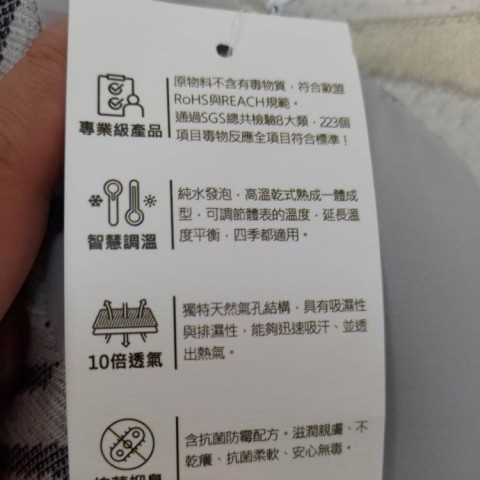 原物料不含有毒物質，符合歐盟
RoHS與REACH規範。
通過SGS總共檢驗8大類，223個
項目毒物反應全項目符合標準！
專業級產品
純水發泡，高溫乾式熟成一體成
型，可調節體表的溫度，延長溫
度平衡，四季都適用。
智慧調溫
獨特天然氣孔結構，具有吸濕性
與排濕性，能夠迅速吸汗、並透
出熱氣。
10倍透氣
含抗菌防霉配方。滋潤親膚、不
乾癢、抗菌柔軟、安心無毒。